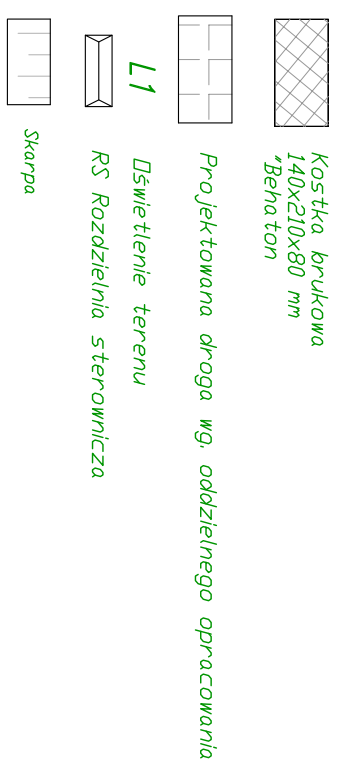 Kostka brukowa
140x210x80 mm
"Behaton
Projektowana droga wg. oddzielnego opracowania
L1
Oświetlenie terenu
RS Rozdzielnia sterownicza
Skarpa